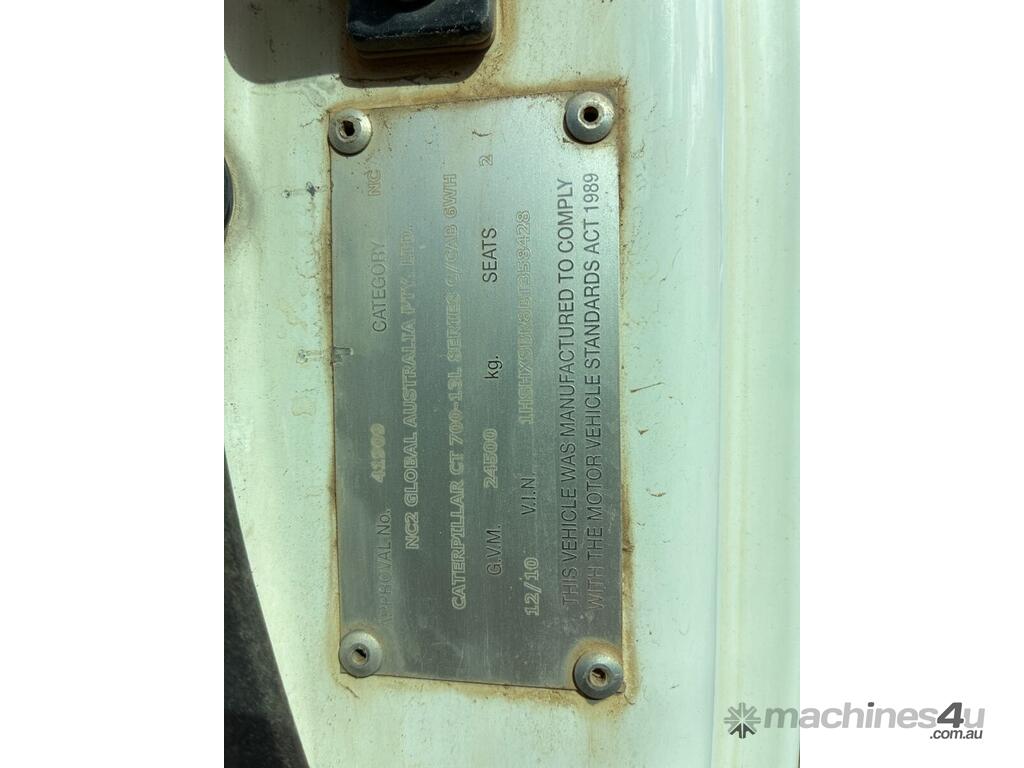 APPROVAL No. 41909 CATEGORY NC
NC2 GLOBAL AUSTRALIA PTY. LTD.
CATERPILLAR CT 700-13L SERIES C/CAB 6WH
G.V.M. 24500 kg. SEATS 2
12/10 V.I.N
THIS VEHICLE WAS MANUFACTURED TO COMPLY
WITH THE MOTOR VEHICLE STANDARDS ACT 1989
machines4u
.com.au